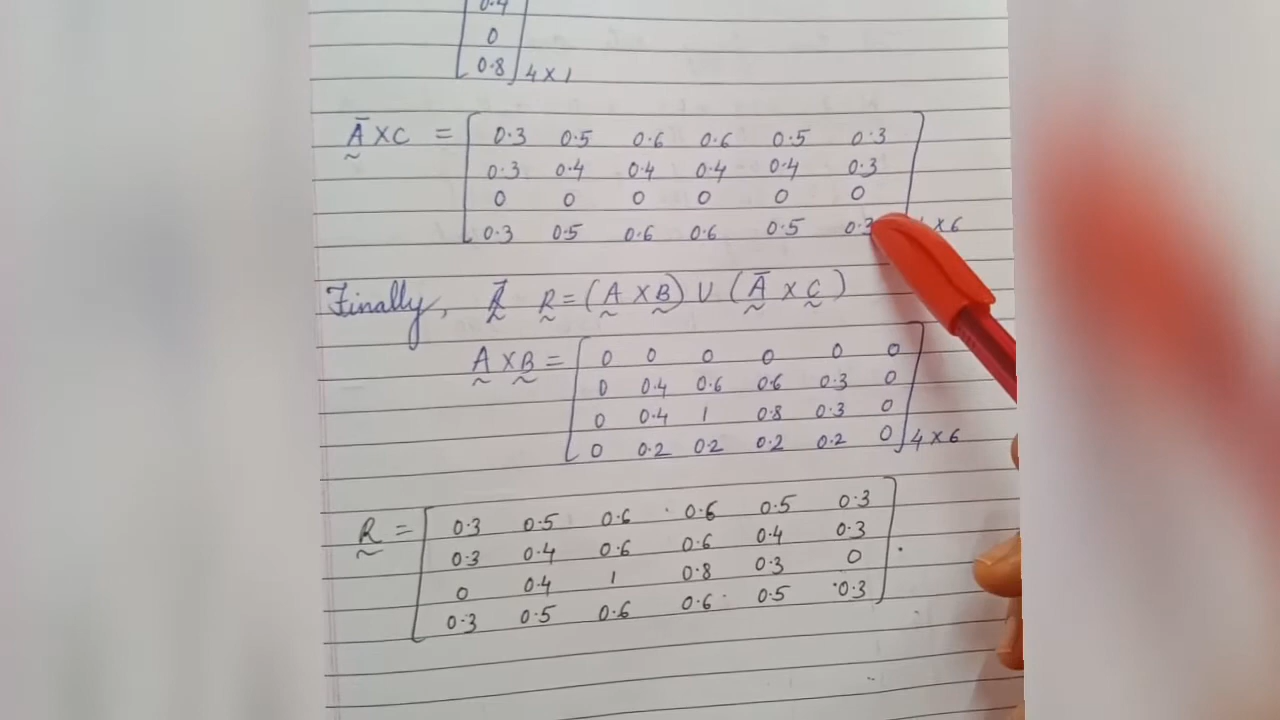 0.4
0
0.8 4 × 1
Ā × C = 0.3 0.5 0.6 0.6 0.5 0.3
0.3 0.4 0.4 0.4 0.4 0.3
0 0 0 0 0 0
0.3 0.5 0.6 0.6 0.5 0.3 × 6
Finally, R = (A × B) ∪ (Ā × C)
A × B = 0 0 0 0 0 0
0 0.4 0.6 0.6 0.3 0
0 0.4 1 0.8 0.3 0
0 0.2 0.2 0.2 0.2 0 4 × 6
R = 0.3 0.5 0.6 0.6 0.5 0.3
0.3 0.4 0.6 0.6 0.4 0.3
0 0.4 1 0.8 0.3 0
0.3 0.5 0.6 0.6 0.5 0.3